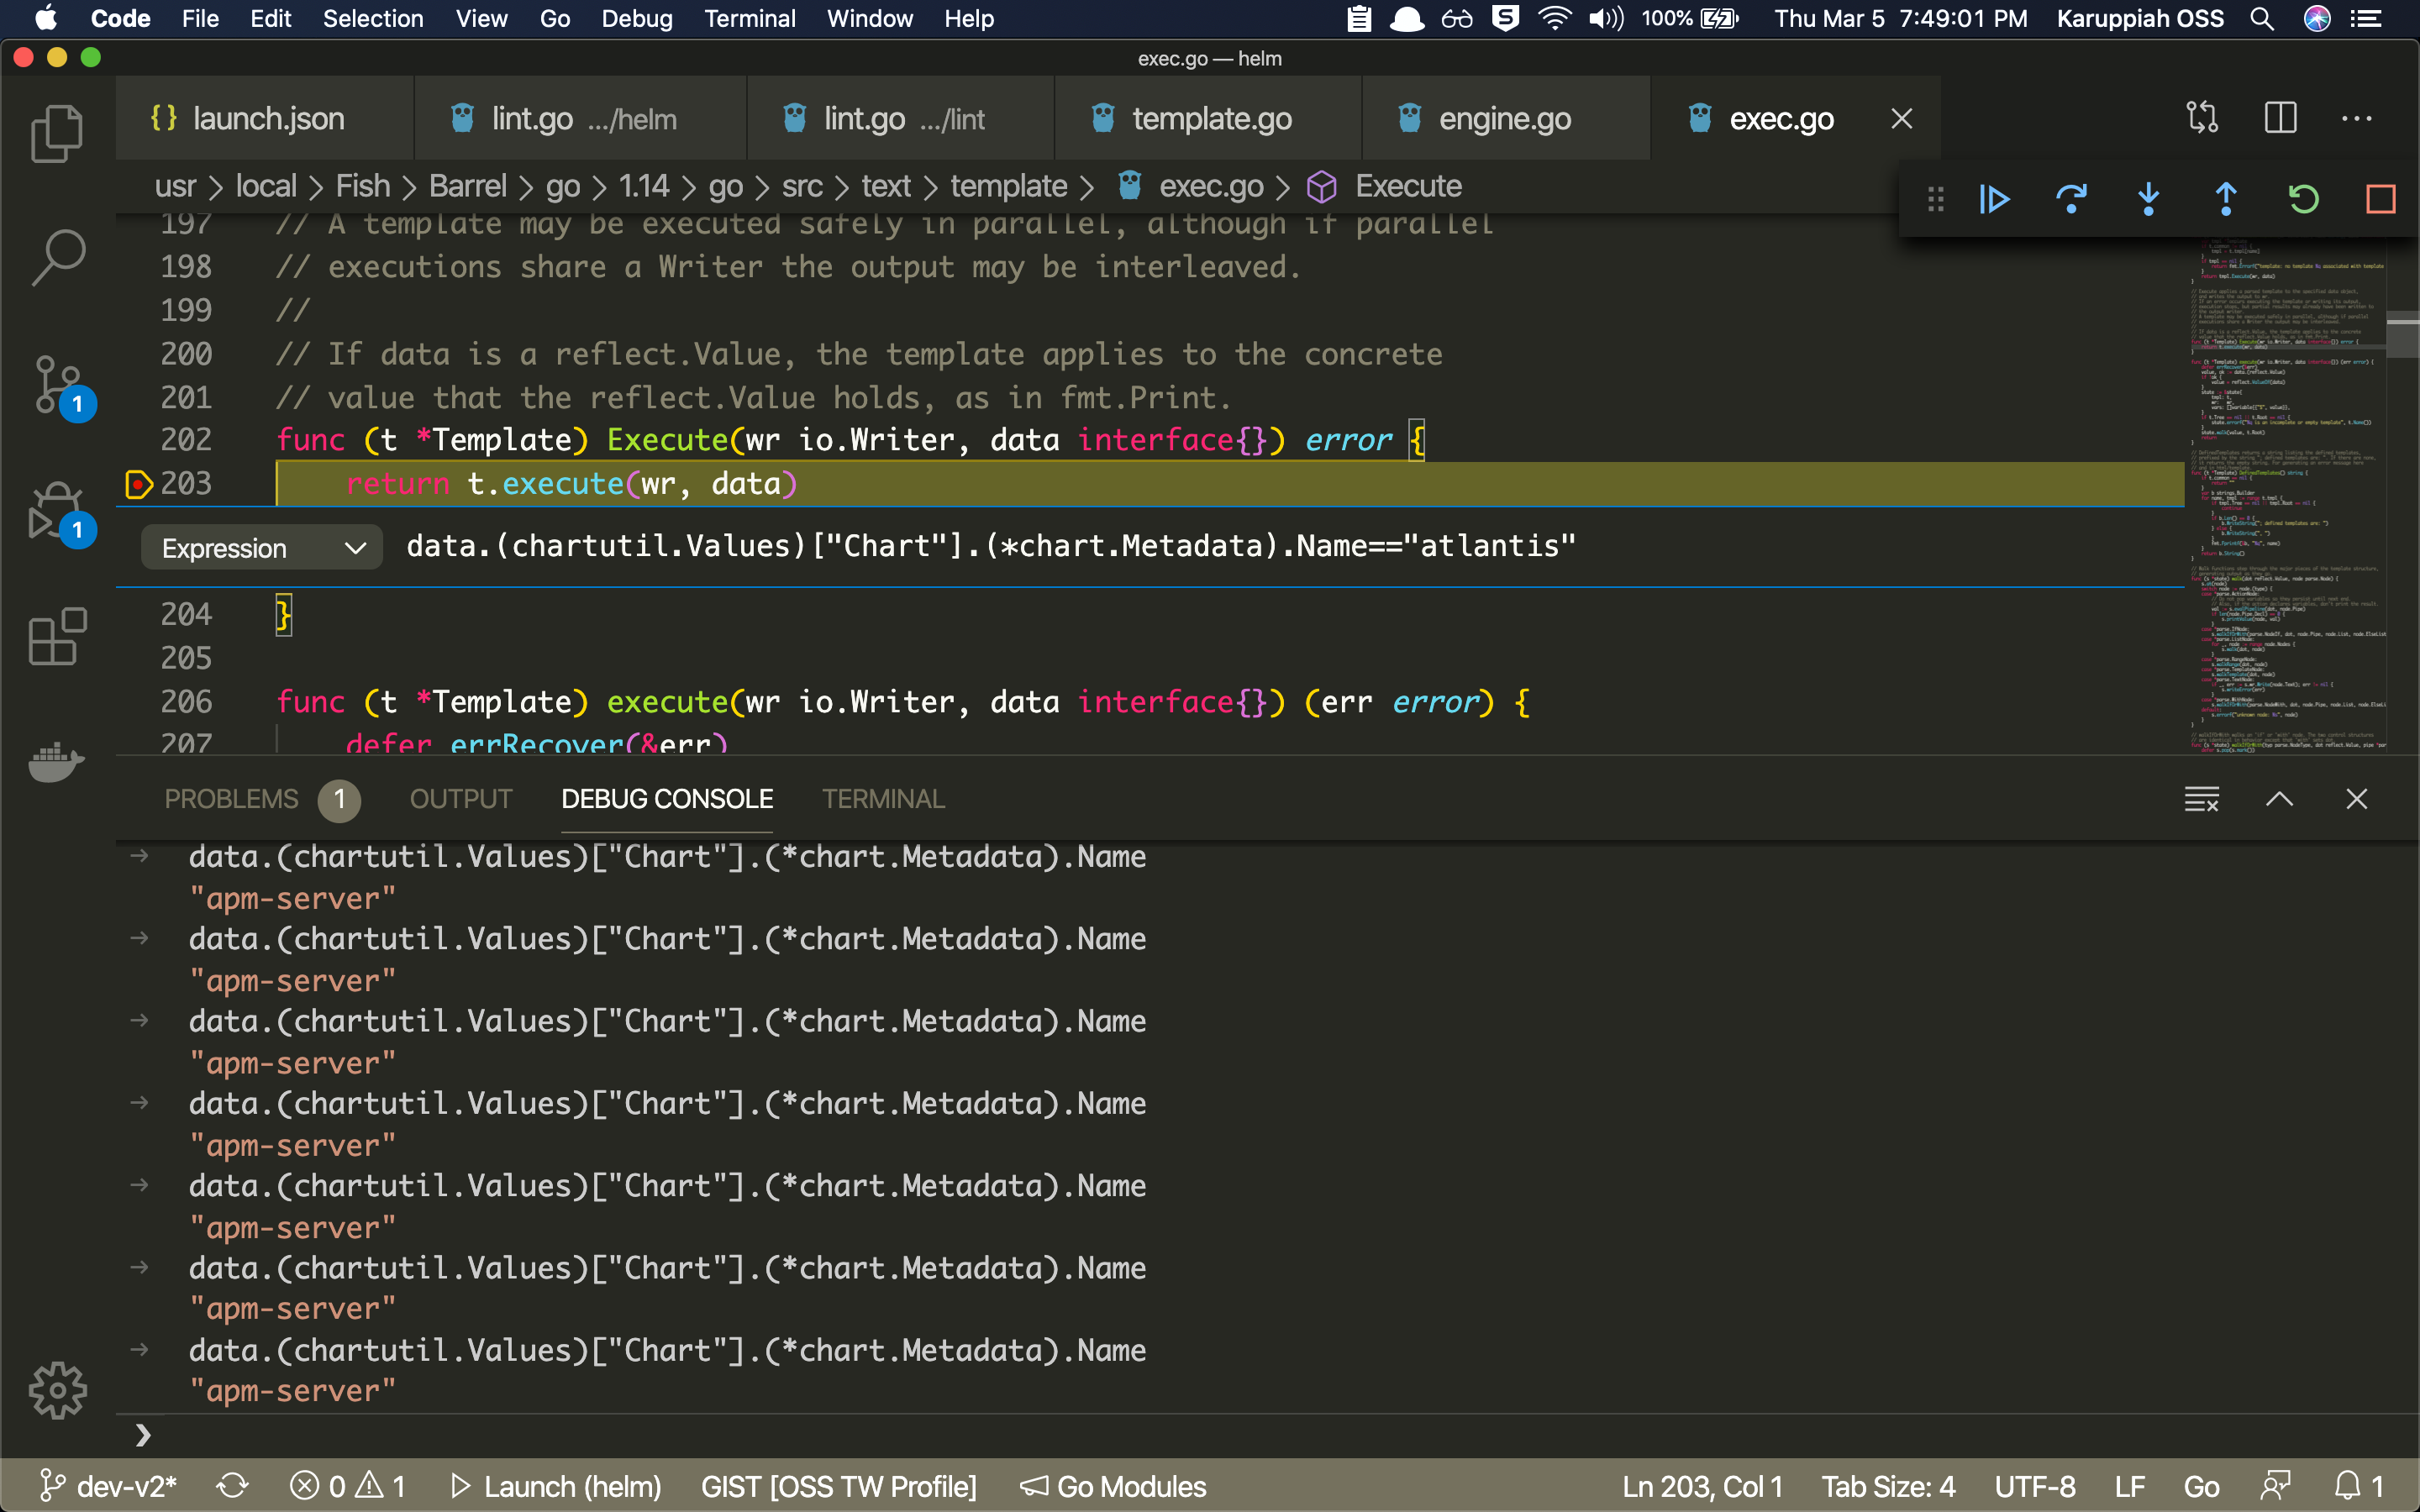 Code File Edit Selection View Go Debug Terminal Window Help 100% Thu Mar 5 7:49:01 PM Karuppiah OSS
exec.go — helm
launch.json lint.go .../helm lint.go .../lint template.go engine.go exec.go
usr > local > Fish > Barrel > go > 1.14 > go > src > text > template > exec.go > Execute
197 // A template may be executed safely in parallel, although if parallel
198 // executions share a Writer the output may be interleaved.
199 //
200 // If data is a reflect.Value, the template applies to the concrete
201 // value that the reflect.Value holds, as in fmt.Print.
202 func (t *Template) Execute(wr io.Writer, data interface{}) error {
203 return t.execute(wr, data)
Expression data.(chartutil.Values)["Chart"].(*chart.Metadata).Name=="atlantis"
204 }
205
206 func (t *Template) execute(wr io.Writer, data interface{}) (err error) {
207 defer errRecover(&err)
1
1
PROBLEMS 1 OUTPUT DEBUG CONSOLE TERMINAL
→ data.(chartutil.Values)["Chart"].(*chart.Metadata).Name
"apm-server"
→ data.(chartutil.Values)["Chart"].(*chart.Metadata).Name
"apm-server"
→ data.(chartutil.Values)["Chart"].(*chart.Metadata).Name
"apm-server"
→ data.(chartutil.Values)["Chart"].(*chart.Metadata).Name
"apm-server"
→ data.(chartutil.Values)["Chart"].(*chart.Metadata).Name
"apm-server"
→ data.(chartutil.Values)["Chart"].(*chart.Metadata).Name
"apm-server"
→ data.(chartutil.Values)["Chart"].(*chart.Metadata).Name
"apm-server"
dev-v2* 0 1 Launch (helm) GIST [OSS TW Profile] Go Modules Ln 203, Col 1 Tab Size: 4 UTF-8 LF Go 1